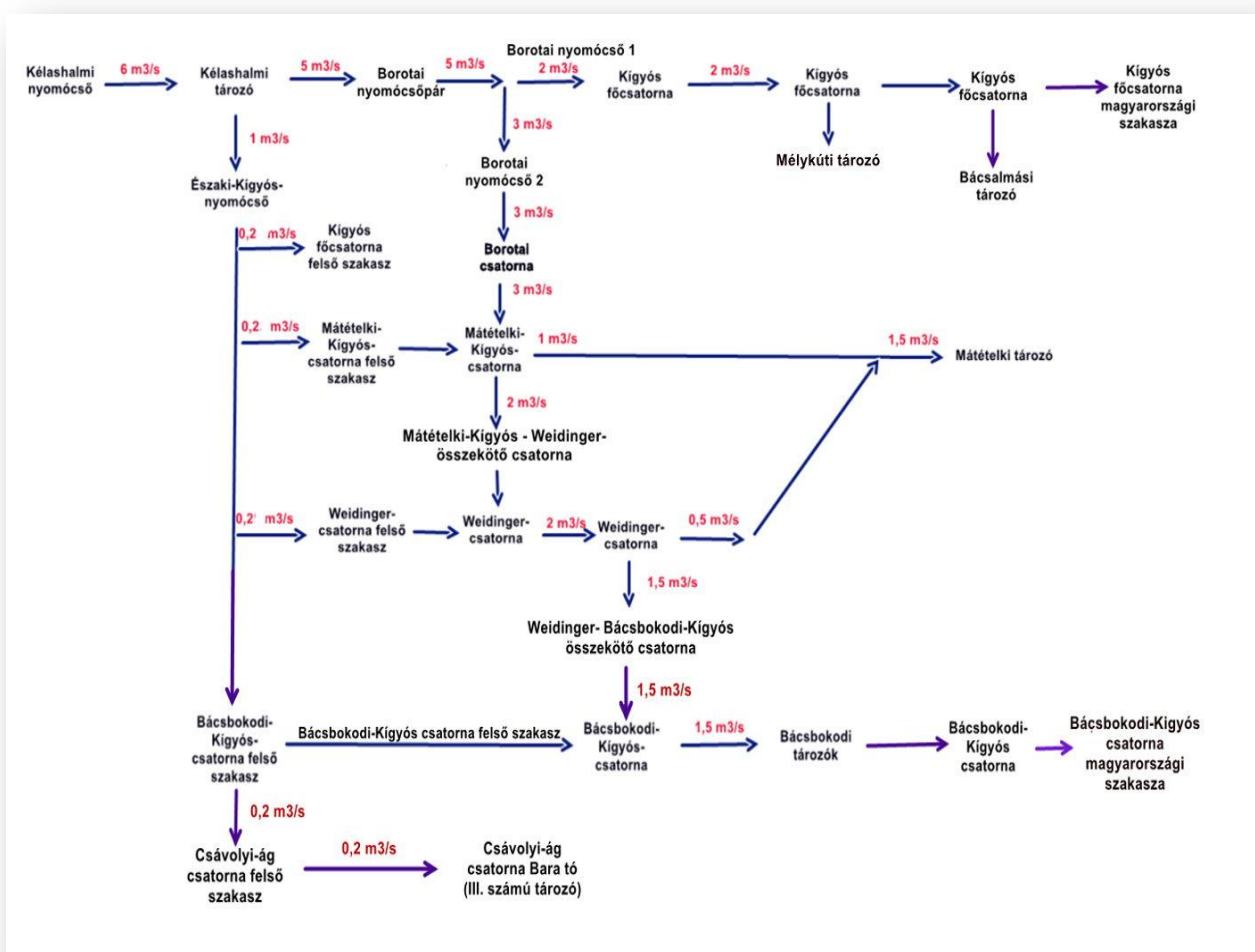 Borotai nyomócső 1
Kélashalmi
nyomócső
6 m3/s
Kélashalmi
tározó
5 m3/s
Borotai
nyomócsőpár
5 m3/s
2 m3/s
Kígyós
főcsatorna
2 m3/s
Kígyós
főcsatorna
Kígyós
főcsatorna
Kígyós
főcsatorna
magyarországi
szakasza
1 m3/s
3 m3/s
Mélykúti tározó
Bácsalmási
tározó
Északi-Kígyós-
nyomócső
Borotai
nyomócső 2
3 m3/s
0,2 m3/s
Kígyós
főcsatorna
felső szakasz
Borotai
csatorna
3 m3/s
0,2 m3/s
Mátételki-
Kígyós-
csatorna felső
szakasz
Mátételki-
Kígyós-
csatorna
1 m3/s
1,5 m3/s
Mátételki tározó
2 m3/s
Mátételki-Kígyós - Weidinger-
összekötő csatorna
0,2 m3/s
Weidinger-
csatorna felső
szakasz
Weidinger-
csatorna
2 m3/s
Weidinger-
csatorna
0,5 m3/s
1,5 m3/s
Weidinger- Bácsbokodi-Kígyós
összekötő csatorna
1,5 m3/s
Bácsbokodi-
Kígyós-
csatorna felső
szakasz
Bácsbokodi-Kígyós csatorna felső szakasz
Bácsbokodi-
Kígyós-
csatorna
1,5 m3/s
Bácsbokodi
tározók
Bácsbokodi-
Kígyós
csatorna
Bácsbokodi-Kigyós
csatorna
magyarországi
szakasza
0,2 m3/s
Csávolyi-ág
csatorna felső
szakasz
0,2 m3/s
Csávolyi-ág
csatorna Bara tó
(III. számú tározó)